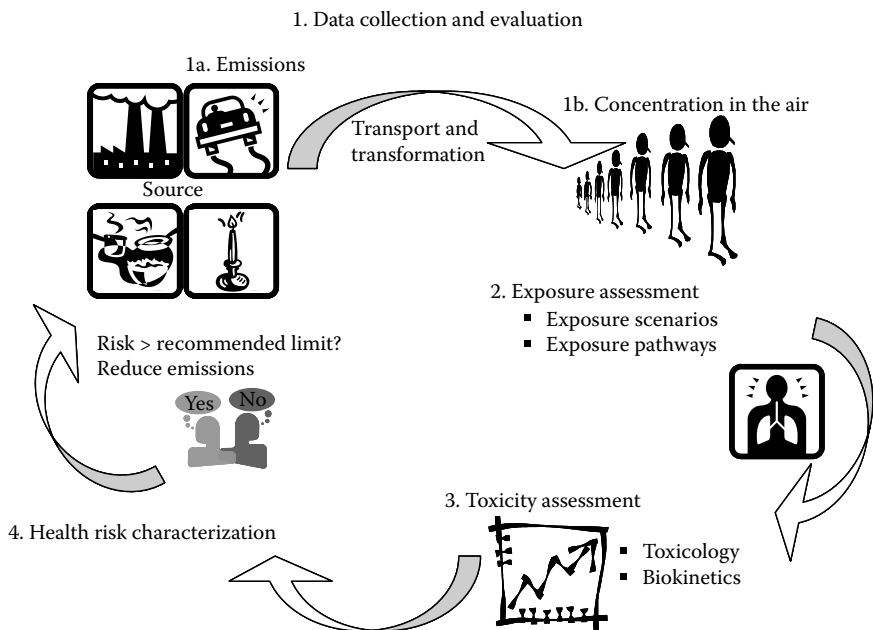 1. Data collection and evaluation
1a. Emissions
1b. Concentration in the air
Transport and
transformation
Source
2. Exposure assessment
▪ Exposure scenarios
▪ Exposure pathways
Risk > recommended limit?
Reduce emissions
Yes No
3. Toxicity assessment
▪ Toxicology
▪ Biokinetics
4. Health risk characterization